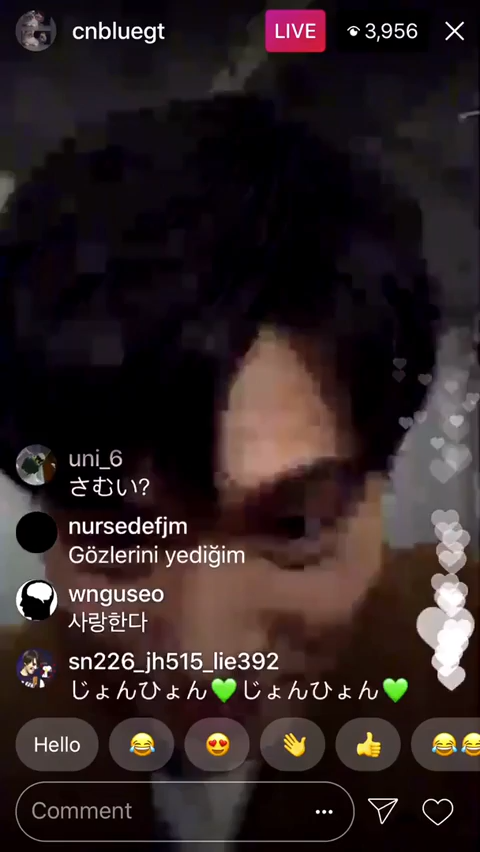 cnbluegt
LIVE
3,956
uni_6
さむい?
nursedefjm
Gözlerini yediğim
wnguseo
사랑한다
sn226_jh515_lie392
じょんひょん💚じょんひょん💚
Hello 😂 😍 👋 👍 😂😂
Comment